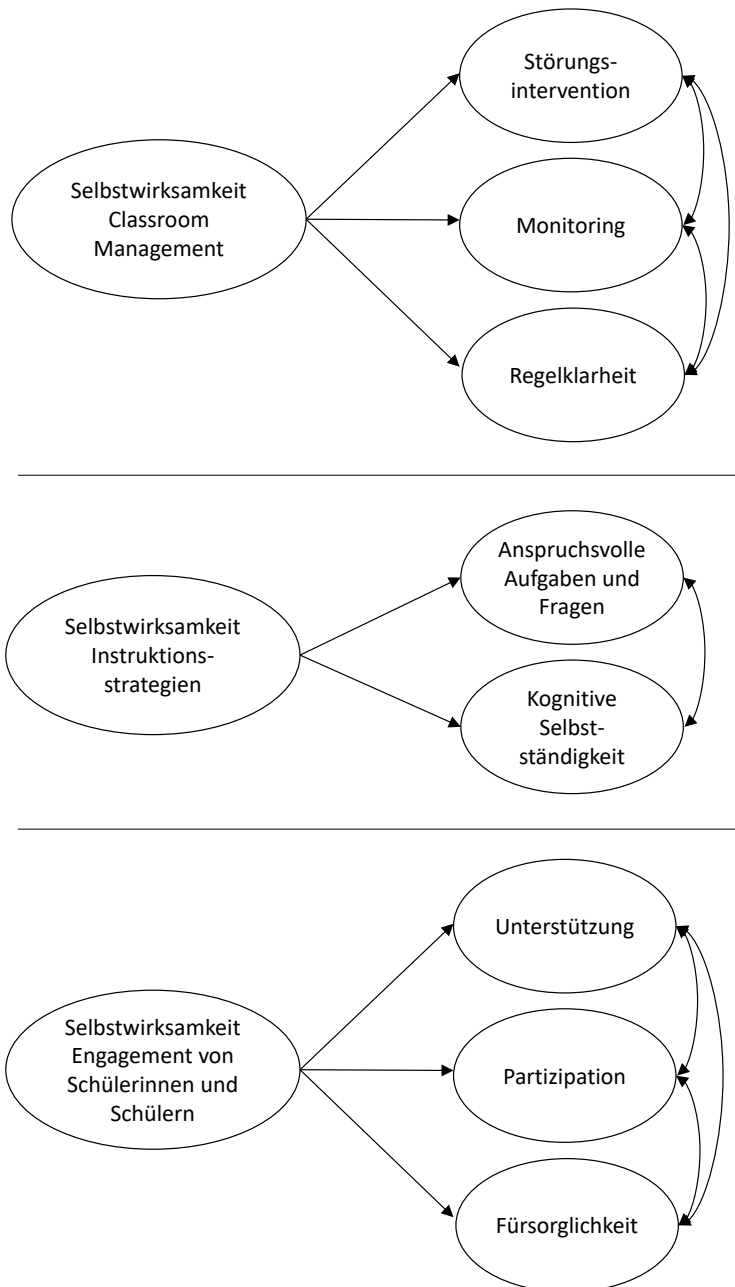 Störungs-
intervention
Selbstwirksamkeit
Classroom
Management
Monitoring
Regelklarheit
Anspruchsvolle
Aufgaben und
Fragen
Selbstwirksamkeit
Instruktions-
strategien
Kognitive
Selbst-
ständigkeit
Unterstützung
Selbstwirksamkeit
Engagement von
Schülerinnen und
Schülern
Partizipation
Fürsorglichkeit